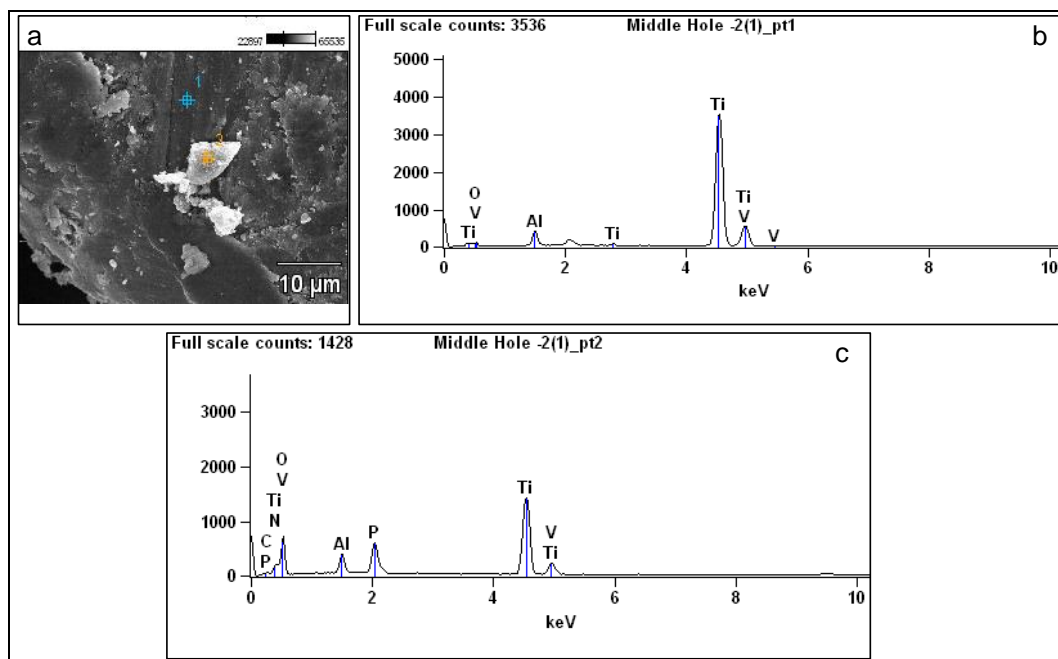 a
22897 65535
1
3
10 µm
Full scale counts: 3536 Middle Hole -2(1)_pt1
b
5000
4000
3000
2000
1000
0
Ti
O
V
Ti
Al
Ti
Ti
V
V
0 2 4 6 8 10
keV
Full scale counts: 1428 Middle Hole -2(1)_pt2
c
3000
2000
1000
0
O
V
Ti
N
C
P
Al
P
Ti
V
Ti
0 2 4 6 8 10
keV